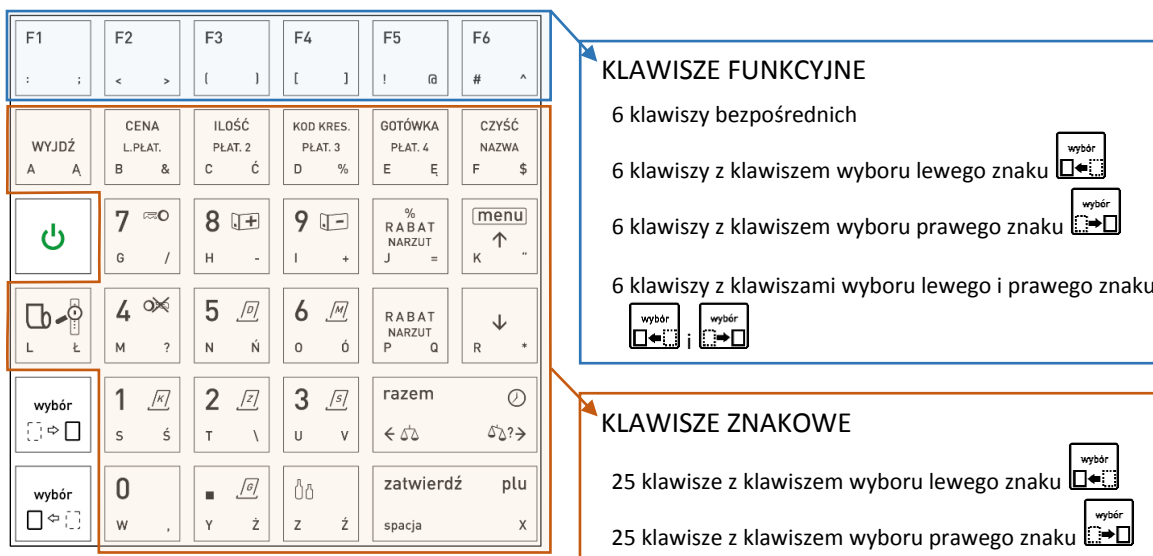 F1 F2 F3 F4 F5 F6
: ; < > ( ) [ ] ! @ # ^
WYJDŹ CENA ILOŚĆ KOD KRES. GOTÓWKA CZYŚĆ
L.PŁAT. PŁAT. 2 PŁAT. 3 PŁAT. 4 NAZWA
A Ą B & C Ć D % E Ę F $
7 8 9 % RABAT NARZUT menu ↑
G / H - I + J = K "
4 5 D 6 M RABAT NARZUT ↓
L Ł M ? N Ń O Ó P Q R *
wybór 1 K 2 Z 3 S razem
S Ś T \ U V ← ?→
wybór 0 . G zatwierdź plu
W , Y Ż Z Ź spacja X
KLAWISZE FUNKCYJNE
6 klawiszy bezpośrednich
6 klawiszy z klawiszem wyboru lewego znaku wybór
6 klawiszy z klawiszem wyboru prawego znaku wybór
6 klawiszy z klawiszami wyboru lewego i prawego znaku
wybór i wybór
KLAWISZE ZNAKOWE
25 klawisze z klawiszem wyboru lewego znaku wybór
25 klawisze z klawiszem wyboru prawego znaku wybór